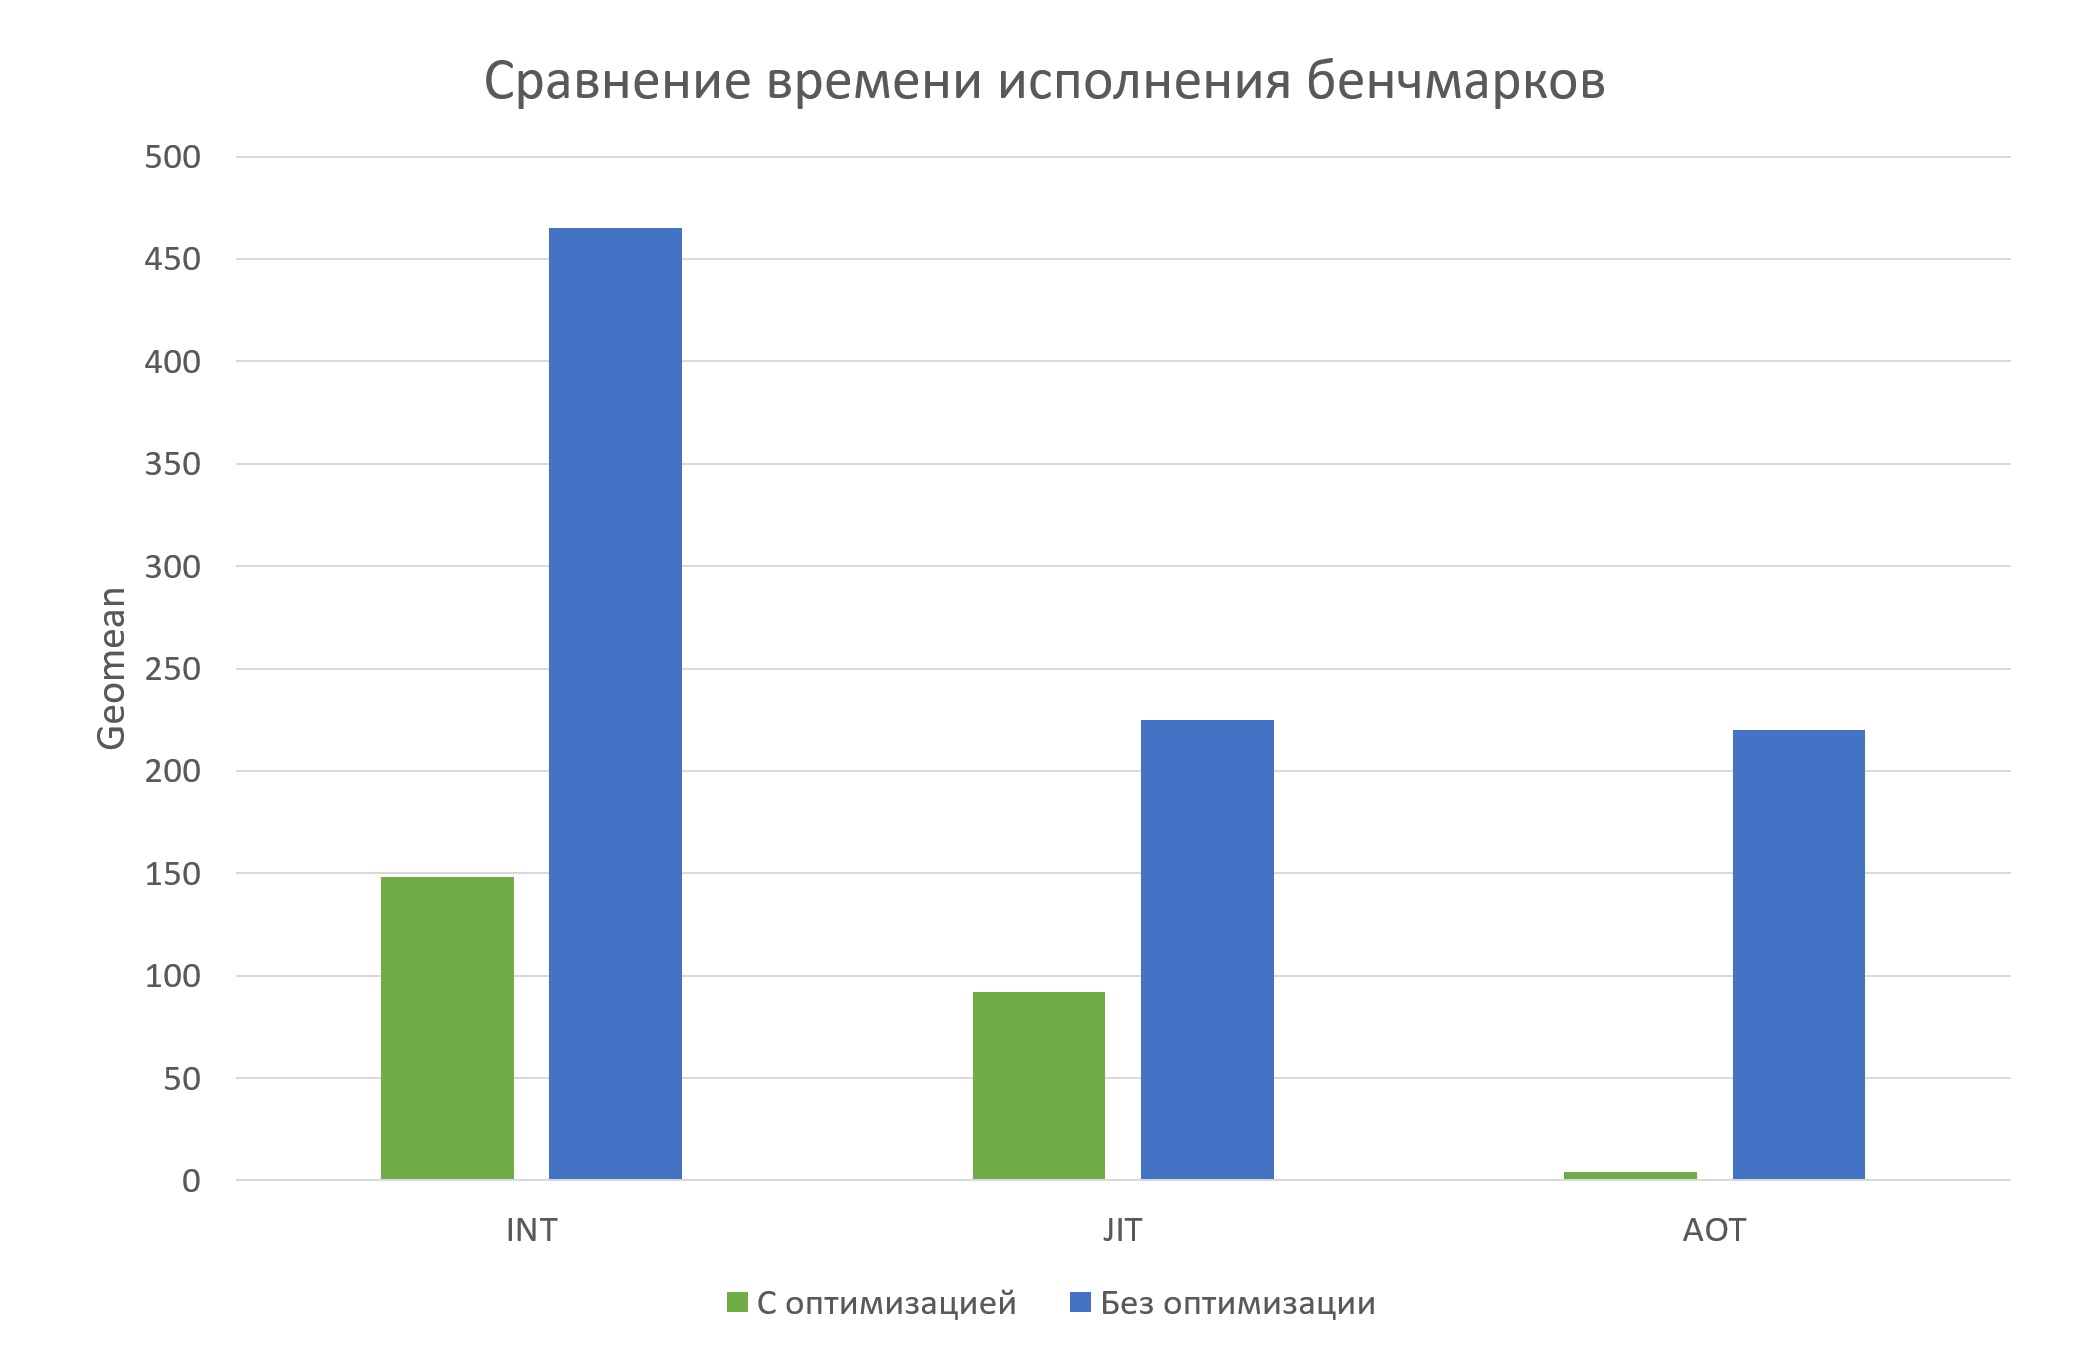 Сравнение времени исполнения бенчмарков
500
450
400
350
300
250
200
150
100
50
0
Geomean
INT
JIT
AOT
С оптимизацией
Без оптимизации